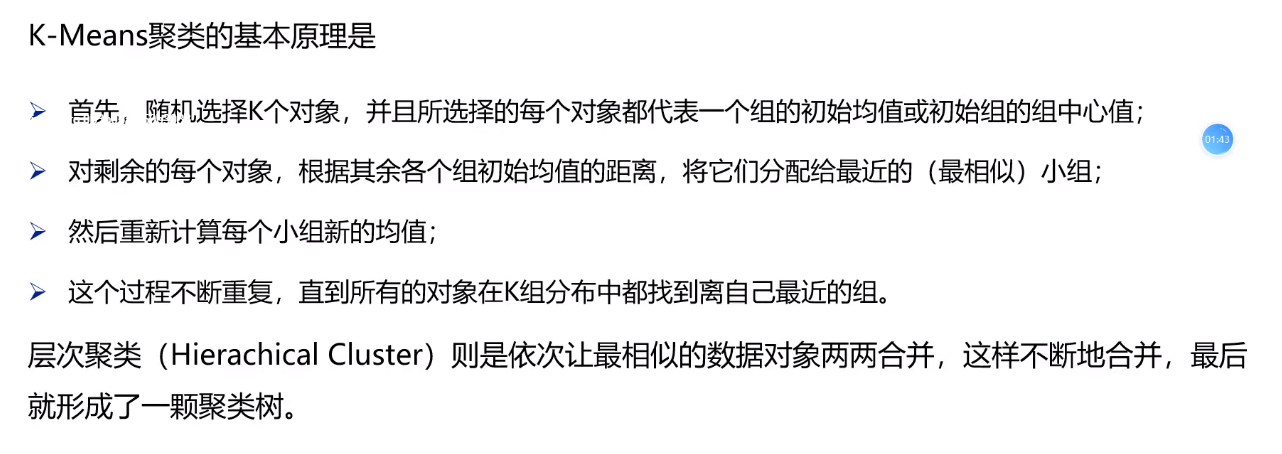 K-Means聚类的基本原理是
首先，随机选择K个对象，并且所选择的每个对象都代表一个组的初始均值或初始组的组中心值；
01:43
对剩余的每个对象，根据其余各个组初始均值的距离，将它们分配给最近的（最相似）小组；
然后重新计算每个小组新的均值；
这个过程不断重复，直到所有的对象在K组分布中都找到离自己最近的组。
层次聚类（Hierachical Cluster）则是依次让最相似的数据对象两两合并，这样不断地合并，最后
就形成了一颗聚类树。